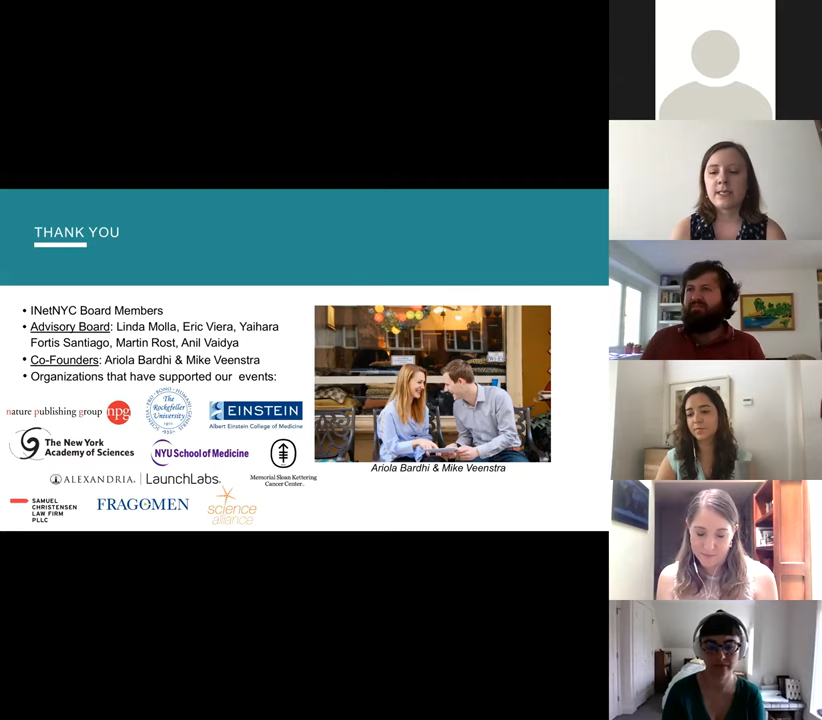 THANK YOU
• INetNYC Board Members
• Advisory Board: Linda Molla, Eric Viera, Yaihara
Fortis Santiago, Martin Rost, Anil Vaidya
• Co-Founders: Ariola Bardhi & Mike Veenstra
• Organizations that have supported our events:
nature publishing group npg
The
Rockefeller
University
EINSTEIN
Albert Einstein College of Medicine
The New York
Academy of Sciences
NYU School of Medicine
Memorial Sloan Kettering
Cancer Center
ALEXANDRIA. | LaunchLabs.
SAMUEL
CHRISTENSEN
LAW FIRM
PLLC
FRAGOMEN
science
alliance
Ariola Bardhi & Mike Veenstra